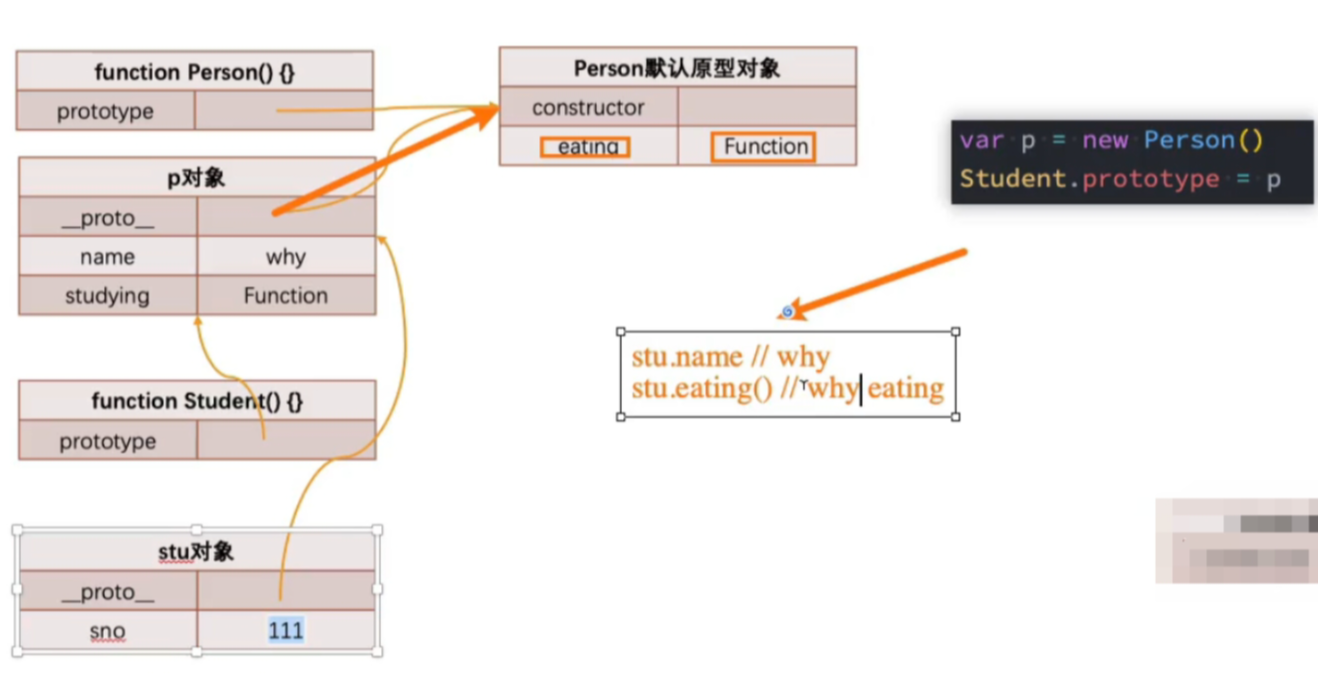 function Person() {}
prototype
p对象
__proto__
name why
studying Function
function Student() {}
prototype
stu对象
__proto__
sno 111
Person默认原型对象
constructor
eating Function
var p = new Person()
Student.prototype = p
stu.name // why
stu.eating() // why eating